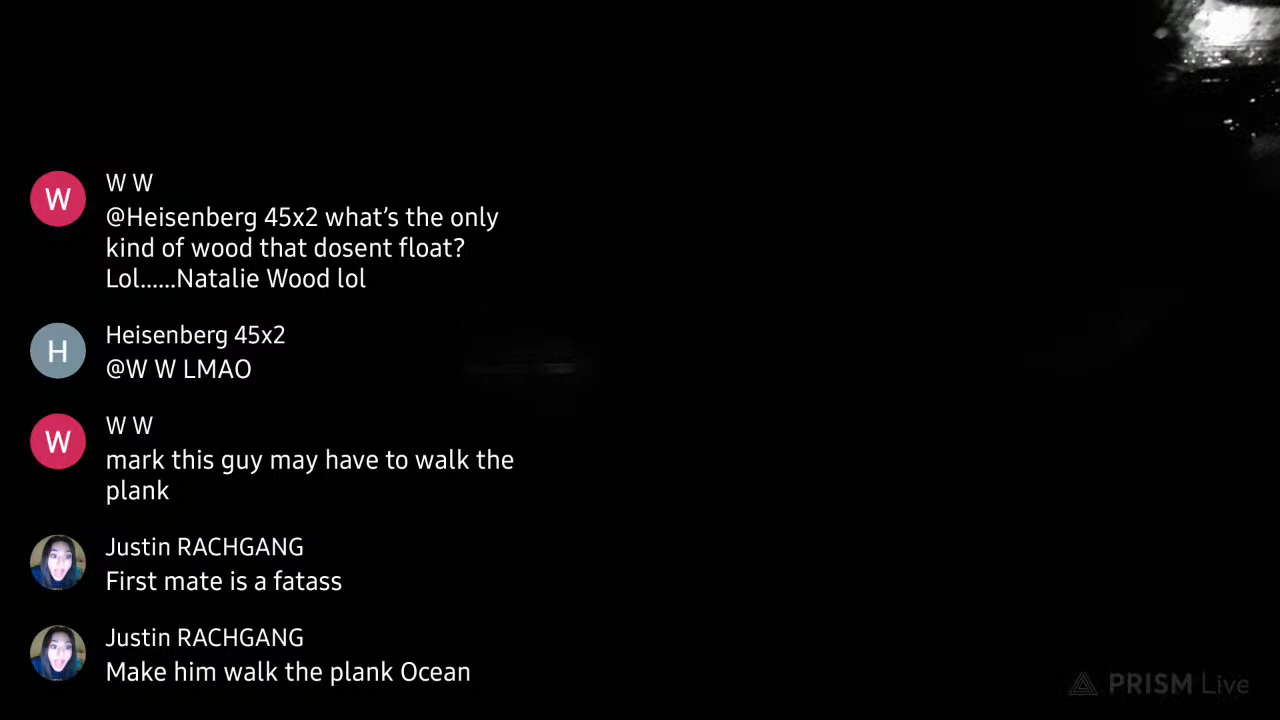 W W
@Heisenberg 45x2 what's the only
kind of wood that dosent float?
Lol......Natalie Wood lol
Heisenberg 45x2
@W W LMAO
W W
mark this guy may have to walk the
plank
Justin RACHGANG
First mate is a fatass
Justin RACHGANG
Make him walk the plank Ocean
PRISM Live
W
H
W